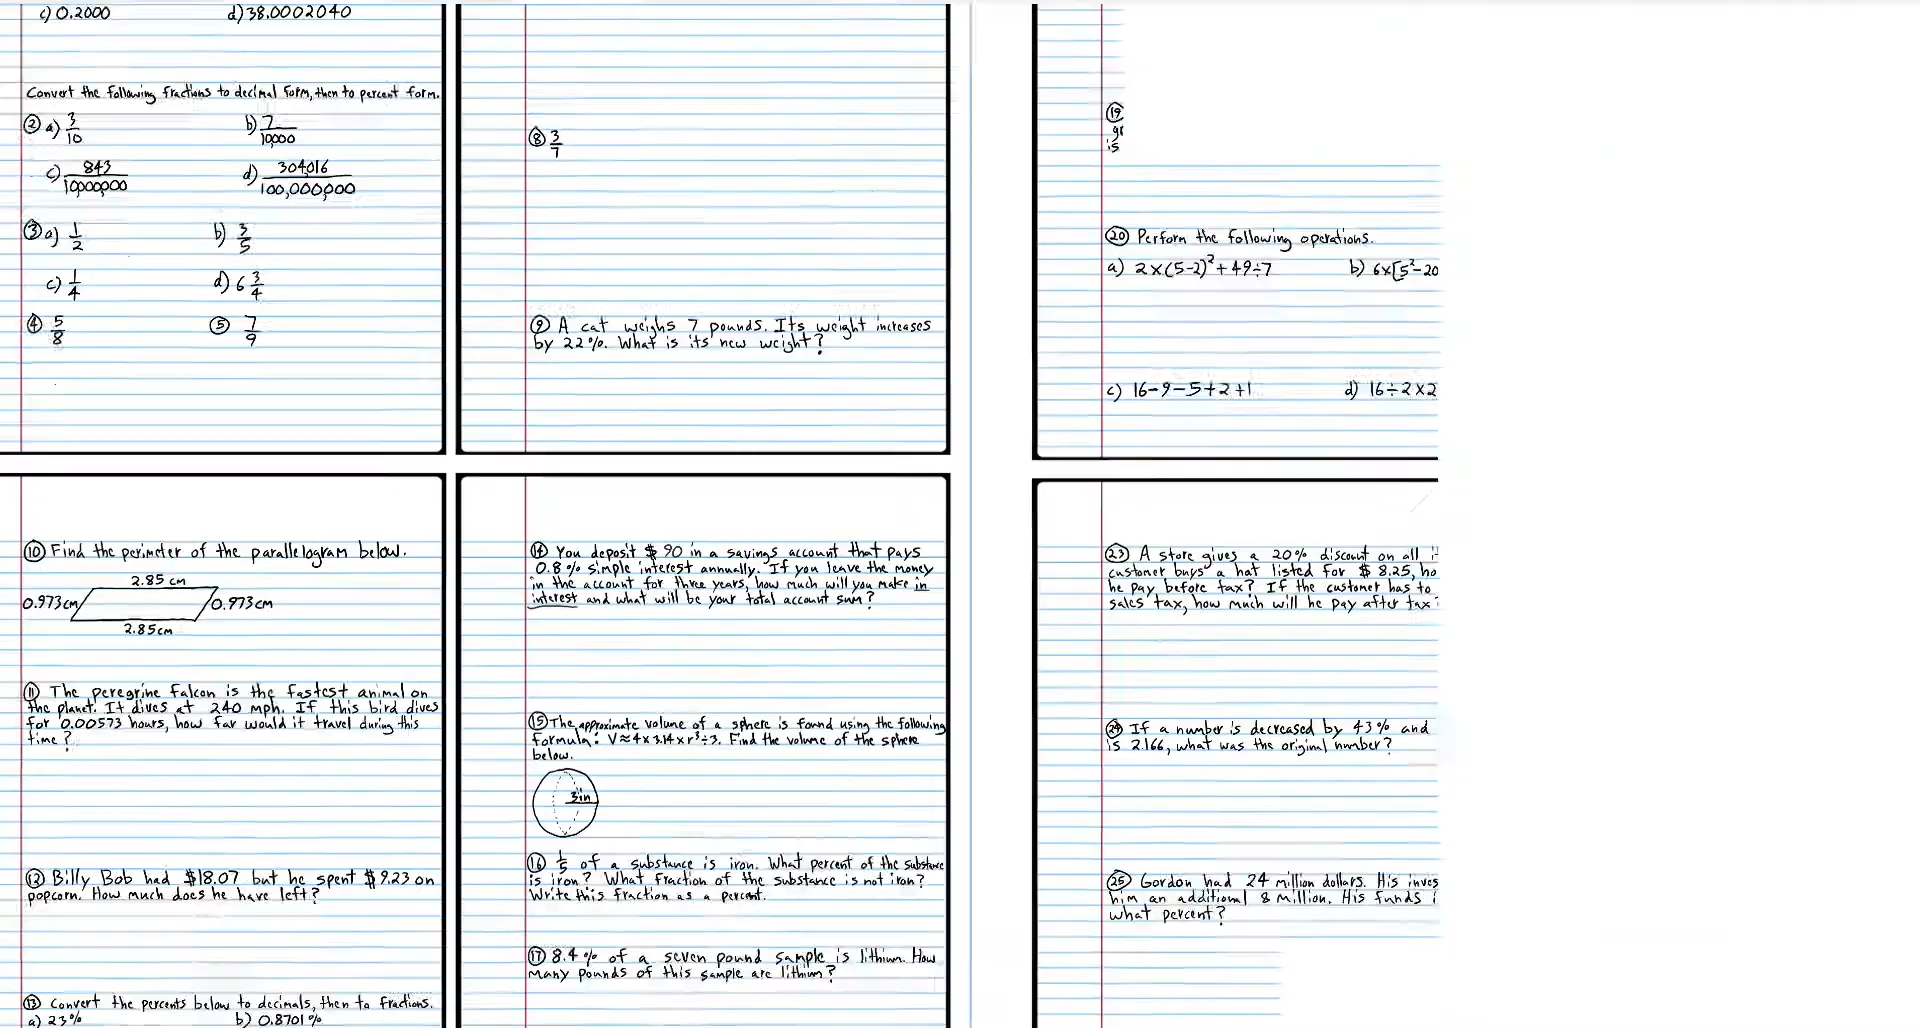 c) 0.2000 d) 38.0002040
Convert the following fractions to decimal form, then to percent form.
② a) 3/10 b) 7/10,000
c) 843/10,000,000 d) 304,016/100,000,000
③ a) 1/2 b) 3/5
c) 1/4 d) 6 3/4
④ 5/8 ⑤ 7/9
⑧ 3/7
⑨ A cat weighs 7 pounds. Its weight increases
by 22%. What is its new weight?
⑩ Find the perimeter of the parallelogram below.
2.85 cm
0.973cm 0.973cm
2.85cm
⑪ The peregrine falcon is the fastest animal on
the planet. It dives at 240 mph. If this bird dives
for 0.00573 hours, how far would it travel during this
time?
⑫ Billy Bob had $18.07 but he spent $9.23 on
popcorn. How much does he have left?
⑬ Convert the percents below to decimals, then to fractions.
a) 23% b) 0.8701%
⑭ You deposit $90 in a savings account that pays
0.8% simple interest annually. If you leave the money
in the account for three years, how much will you make in
interest and what will be your total account sum?
⑮ The approximate volume of a sphere is found using the following
formula: V≈4×3.14×r³÷3. Find the volume of the sphere
below.
3in
⑯ 1/5 of a substance is iron. What percent of the substance
is iron? What fraction of the substance is not iron?
Write this fraction as a percent.
⑰ 8.4% of a seven pound sample is lithium. How
many pounds of this sample are lithium?
⑲
is
⑳ Perform the following operations.
a) 2×(5-2)²+49÷7 b) 6×[5²-20
c) 16-9-5+2+1 d) 16÷2×2
㉓ A store gives a 20% discount on all
customer buys a hat listed for $8.25, ho
he pay before tax? If the customer has to
sales tax, how much will he pay after tax
㉔ If a number is decreased by 43% and
is 2.166, what was the original number?
㉕ Gordon had 24 million dollars. His inves
him an additional 8 million. His funds i
what percent?